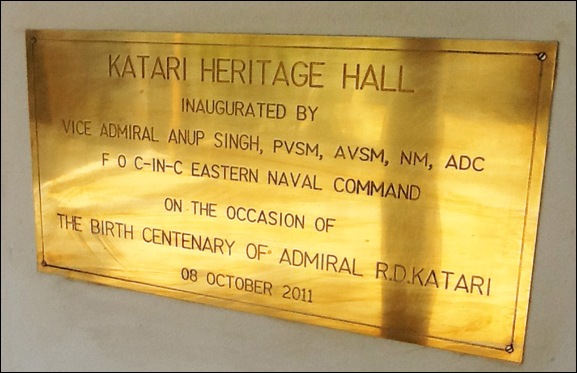 KATARI HERITAGE HALL
INAUGURATED BY
VICE ADMIRAL ANUP SINGH, PVSM, AVSM, NM, ADC
F O C-IN-C EASTERN NAVAL COMMAND
ON THE OCCASION OF
THE BIRTH CENTENARY OF ADMIRAL R.D.KATARI
08 OCTOBER 2011